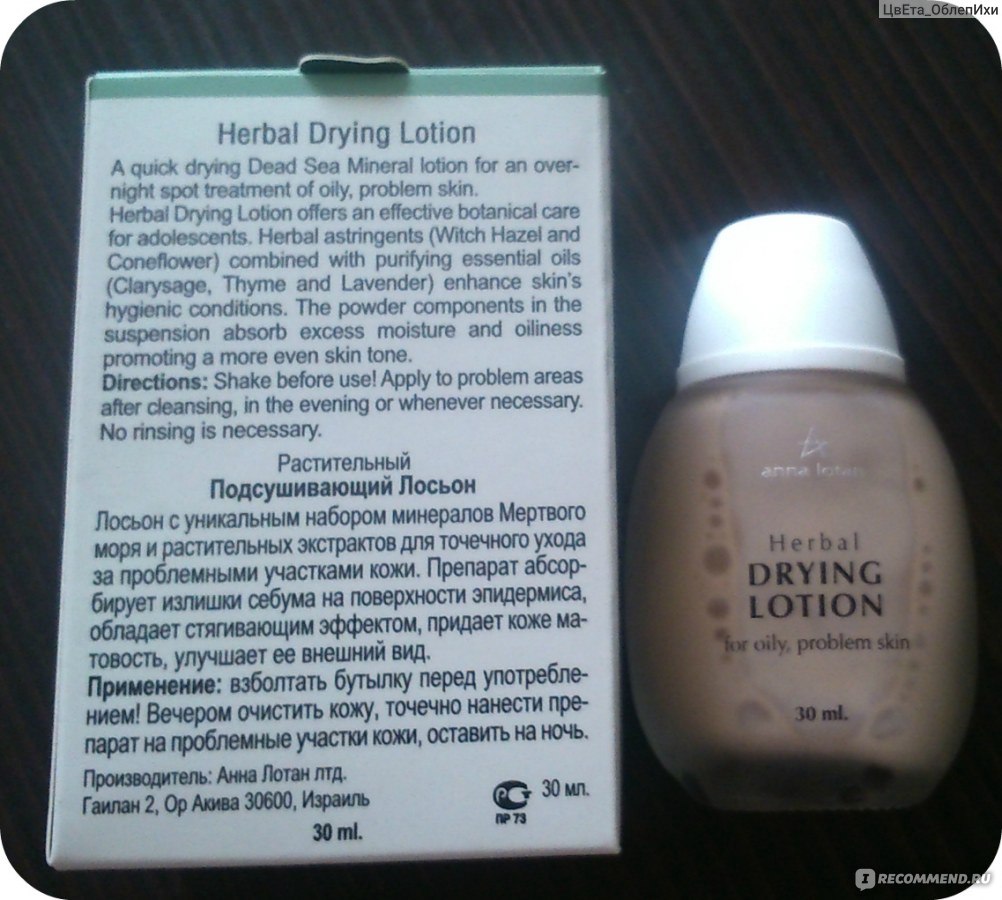 ЦвЕта_ОблепИхи
Herbal Drying Lotion
A quick drying Dead Sea Mineral lotion for an over-
night spot treatment of oily, problem skin.
Herbal Drying Lotion offers an effective botanical care
for adolescents. Herbal astringents (Witch Hazel and
Coneflower) combined with purifying essential oils
(Clarysage, Thyme and Lavender) enhance skin's
hygienic conditions. The powder components in the
suspension absorb excess moisture and oiliness
promoting a more even skin tone.
Directions: Shake before use! Apply to problem areas
after cleansing, in the evening or whenever necessary.
No rinsing is necessary.
Растительный
Подсушивающий Лосьон
Лосьон с уникальным набором минералов Мертвого
моря и растительных экстрактов для точечного ухода
за проблемными участками кожи. Препарат абсор-
бирует излишки себума на поверхности эпидермиса,
обладает стягивающим эффектом, придает коже ма-
товость, улучшает ее внешний вид.
Применение: взболтать бутылку перед употребле-
нием! Вечером очистить кожу, точечно нанести пре-
парат на проблемные участки кожи, оставить на ночь.
Производитель: Анна Лотан лтд.
Гаилан 2, Ор Акива 30600, Израиль
30 ml.
РС
ПР 73
30 мл.
anna lotan
Herbal
DRYING
LOTION
for oily, problem skin
30 ml.
IRECOMMEND.RU